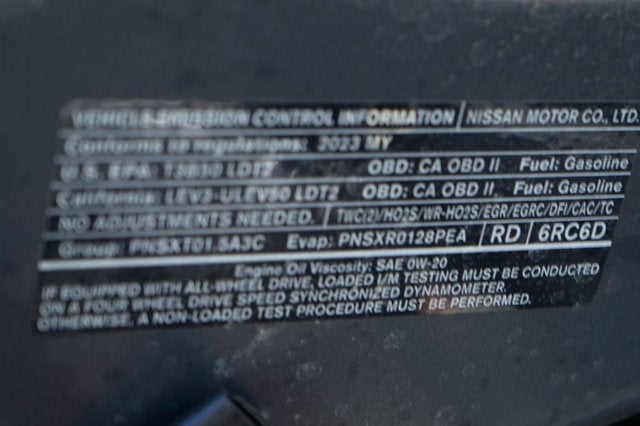 VEHICLE EMISSION CONTROL INFORMATION NISSAN MOTOR CO., LTD.
Conforms to regulations: 2023 MY
U.S. EPA: T2B30 LDT2 OBD: CA OBD II Fuel: Gasoline
California: LEV3-ULEV50 LDT2 OBD: CA OBD II Fuel: Gasoline
NO ADJUSTMENTS NEEDED. TWC(2)/HO2S/WR-HO2S/EGR/EGRC/DFI/CAC/TC
Group: PNSXT01.5A3C Evap: PNSXR0128PEA RD 6RC6D
Engine Oil Viscosity: SAE 0W-20
IF EQUIPPED WITH ALL-WHEEL DRIVE, LOADED I/M TESTING MUST BE CONDUCTED
ON A FOUR WHEEL DRIVE SPEED SYNCHRONIZED DYNAMOMETER.
OTHERWISE, A NON-LOADED TEST PROCEDURE MUST BE PERFORMED.